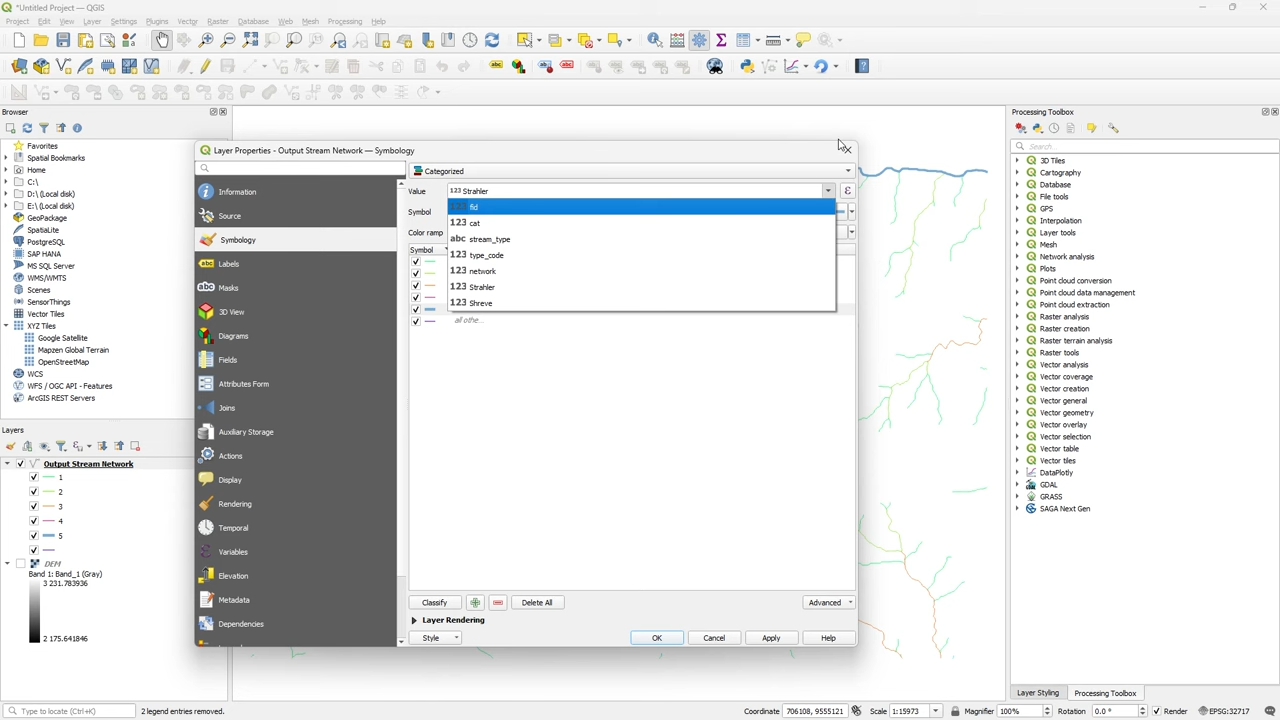 *Untitled Project — QGIS
Project Edit View Layer Settings Plugins Vector Raster Database Web Mesh Processing Help
Browser
Favorites
Spatial Bookmarks
Home
C:\
D:\ (Local disk)
E:\ (Local disk)
GeoPackage
SpatiaLite
PostgreSQL
SAP HANA
MS SQL Server
WMS/WMTS
Scenes
SensorThings
Vector Tiles
XYZ Tiles
Google Satellite
Mapzen Global Terrain
OpenStreetMap
WCS
WFS / OGC API - Features
ArcGIS REST Servers
Layers
Output Stream Network
1
2
3
4
5
DEM
Band 1: Band_1 (Gray)
3 231.783936
2 175.641846
Layer Properties - Output Stream Network — Symbology
Information
Source
Symbology
abc Labels
abc Masks
3D View
Diagrams
Fields
Attributes Form
Joins
Auxiliary Storage
Actions
Display
Rendering
Temporal
Variables
Elevation
Metadata
Dependencies
Categorized
Value 123 Strahler ε
Symbol
Color ramp
Symbol
123 fid
123 cat
abc stream_type
123 type_code
123 network
123 Strahler
123 Shreve
all othe...
Classify Delete All Advanced
Layer Rendering
Style OK Cancel Apply Help
Processing Toolbox
Search...
3D Tiles
Cartography
Database
File tools
GPS
Interpolation
Layer tools
Mesh
Network analysis
Plots
Point cloud conversion
Point cloud data management
Point cloud extraction
Raster analysis
Raster creation
Raster terrain analysis
Raster tools
Vector analysis
Vector coverage
Vector creation
Vector general
Vector geometry
Vector overlay
Vector selection
Vector table
Vector tiles
DataPlotly
GDAL
GRASS
SAGA Next Gen
Layer Styling Processing Toolbox
Type to locate (Ctrl+K) 2 legend entries removed. Coordinate 706108, 9555121 Scale 1:15973 Magnifier 100% Rotation 0.0 ° Render EPSG:32717